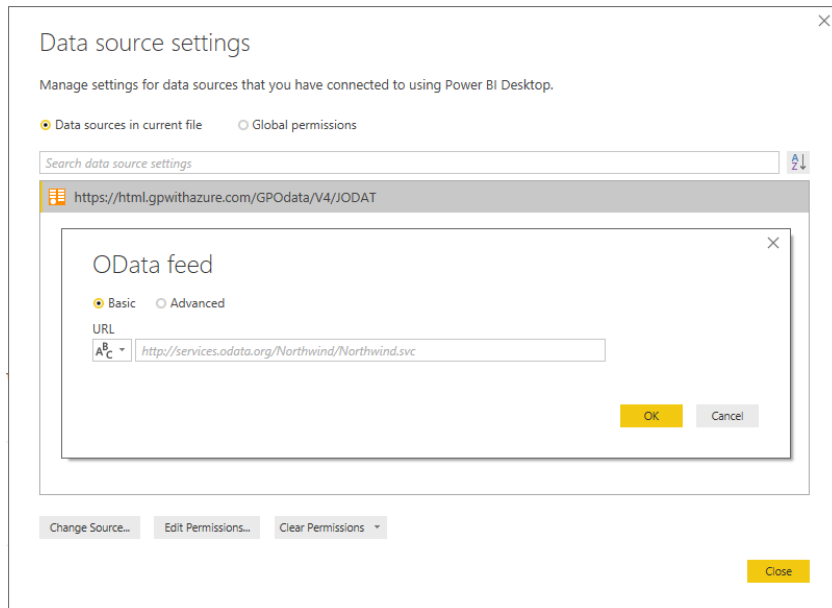 Data source settings
Manage settings for data sources that you have connected to using Power BI Desktop.
Data sources in current file Global permissions
Search data source settings
https://html.gpwithazure.com/GPOdata/V4/JODAT
OData feed
Basic Advanced
URL
ABC http://services.odata.org/Northwind/Northwind.svc
OK Cancel
Change Source... Edit Permissions... Clear Permissions
Close